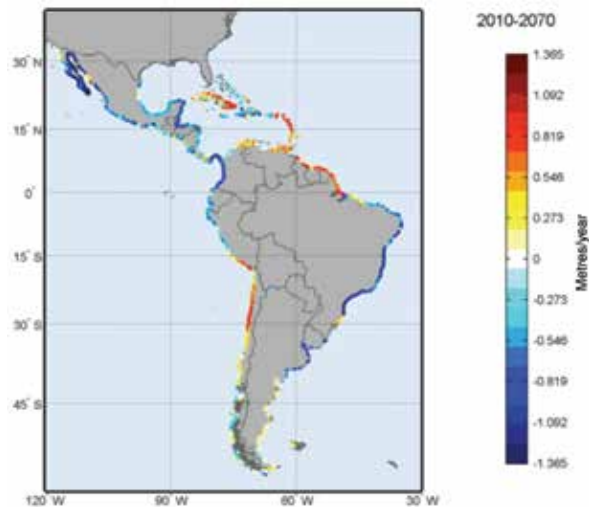 2010-2070
30° N
15° N
0°
15° S
30° S
45° S
120° W
90° W
60° W
30° W
1.365
1.092
0.819
0.546
0.273
0
-0.273
-0.546
-0.819
-1.092
-1.365
Metres/year